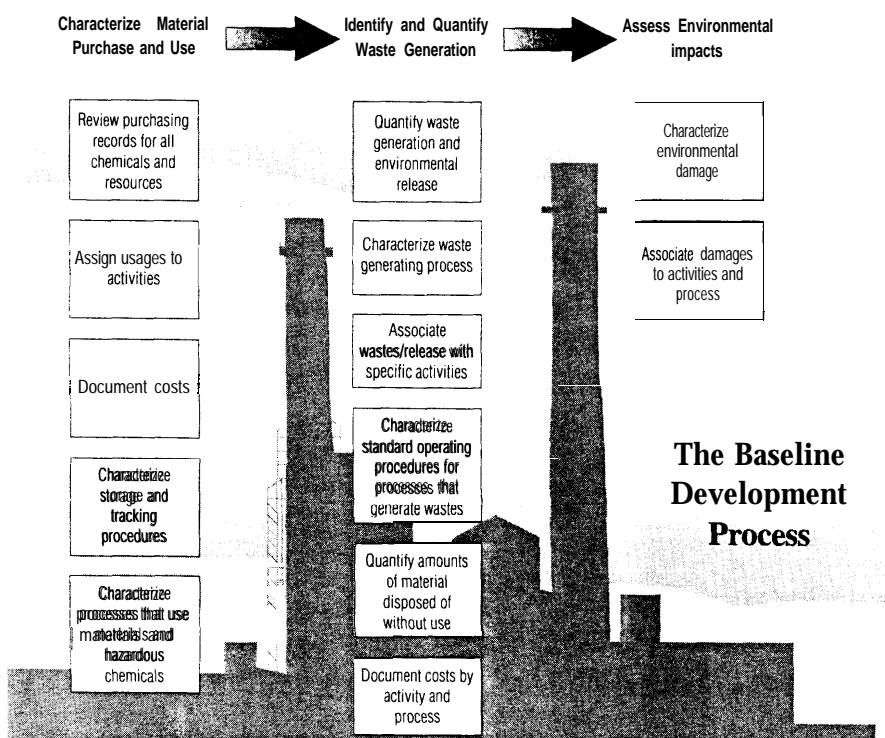 Characterize Material
Purchase and Use
Identify and Quantify
Waste Generation
Assess Environmental
impacts
Review purchasing
records for all
chemicals and
resources
Assign usages to
activities
Document costs
Characterize
storage and
tracking
procedures
Characterize
processes that use
materials and
hazardous
chemicals
Quantify waste
generation and
environmental
release
Characterize waste
generating process
Associate
wastes/release with
specific activities
Characterize
standard operating
procedures for
processes that
generate wastes
Quantify amounts
of material
disposed of
without use
Document costs by
activity and
process
Characterize
environmental
damage
Associate damages
to activities and
process
The Baseline
Development
Process